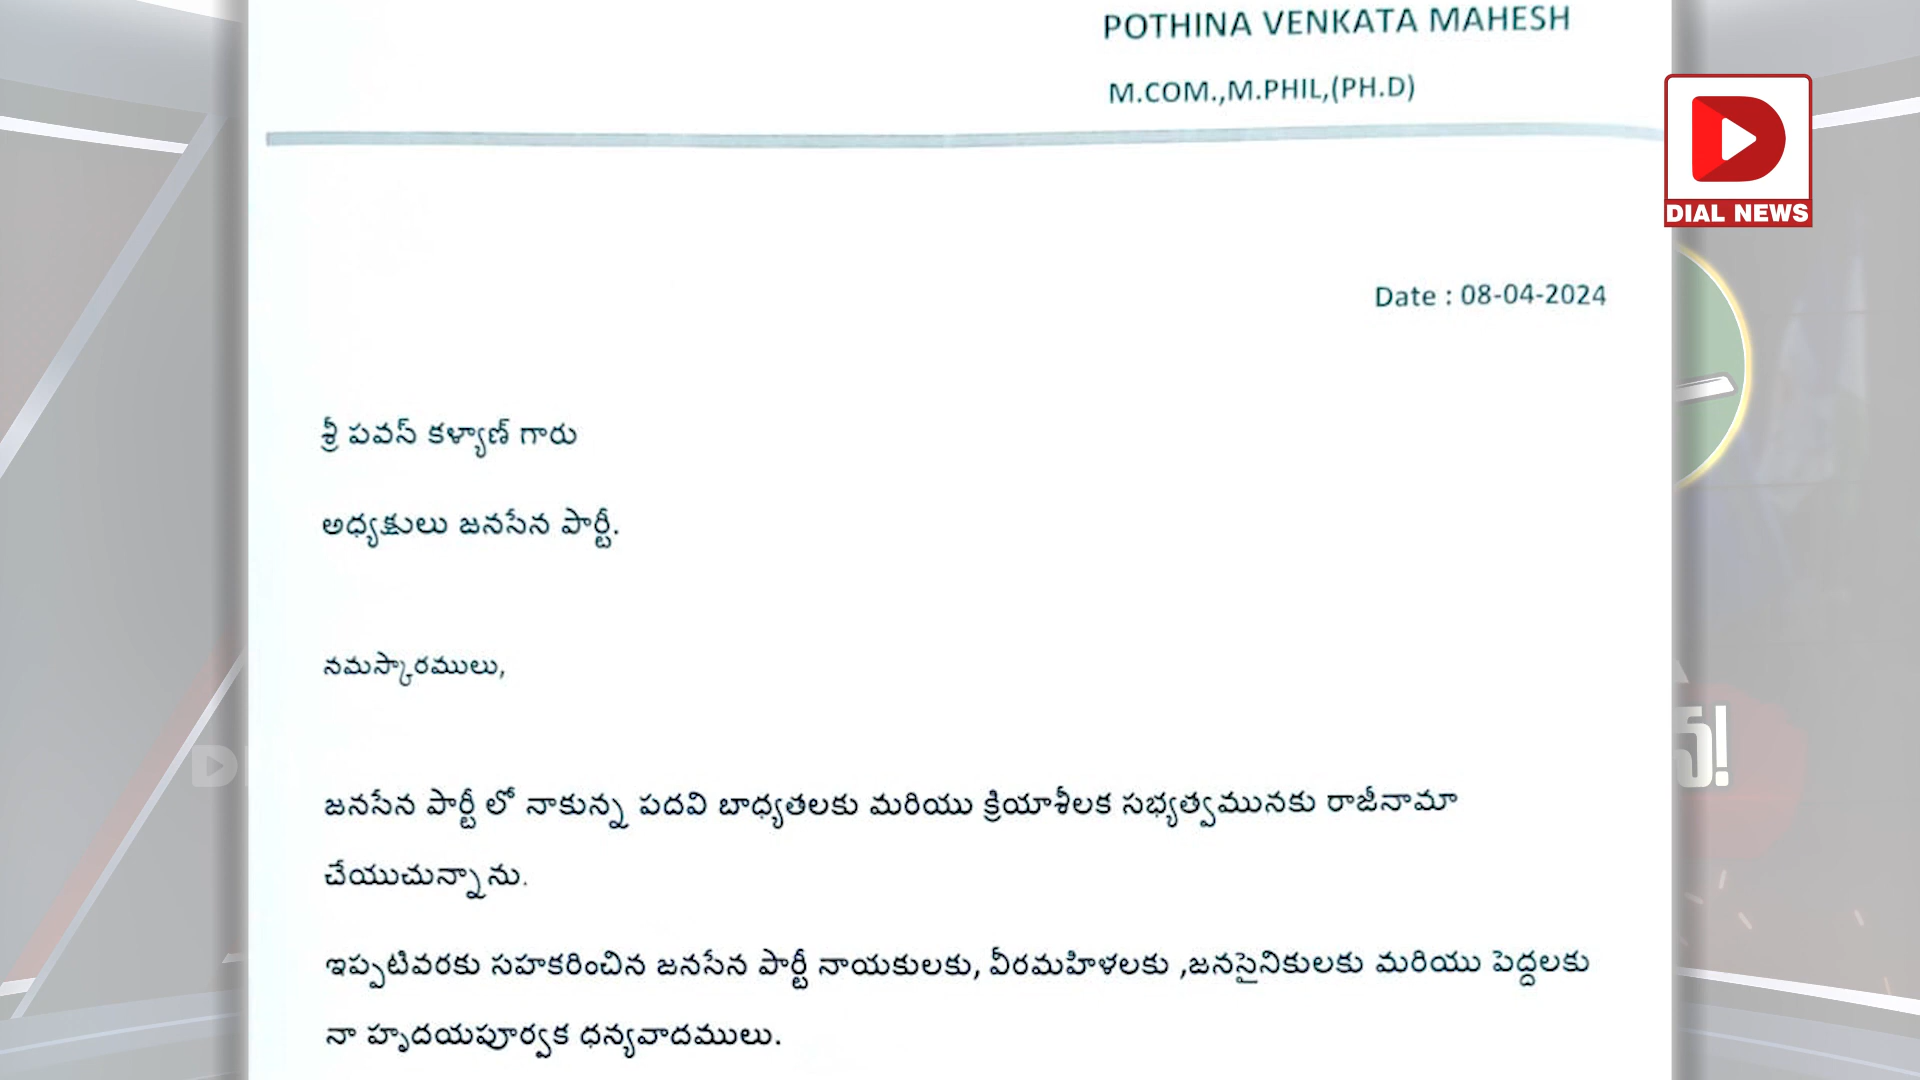 POTHINA VENKATA MAHESH
M.COM.,M.PHIL,(PH.D)
DIAL NEWS
Date : 08-04-2024
శ్రీ పవన్ కళ్యాణ్ గారు
అధ్యక్షులు జనసేన పార్టీ.
నమస్కారములు,
జనసేన పార్టీ లో నాకున్న పదవి బాధ్యతలకు మరియు క్రియాశీలక సభ్యత్వమునకు రాజీనామా
చేయుచున్నాను.
ఇప్పటివరకు సహకరించిన జనసేన పార్టీ నాయకులకు, వీరమహిళలకు ,జనసైనికులకు మరియు పెద్దలకు
నా హృదయపూర్వక ధన్యవాదములు.